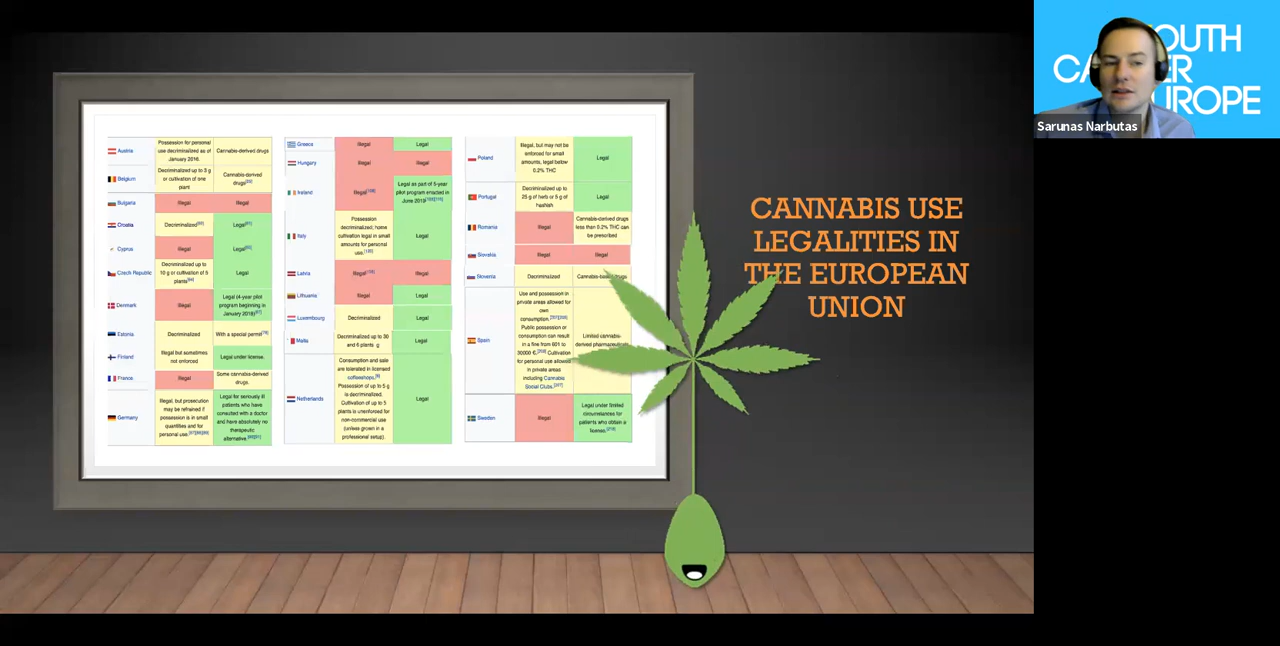 Austria
Possession for personal
use decriminalized as of
January 2016.
Cannabis-derived drugs
Belgium
Decriminalized up to 3 g
or cultivation of one
plant
Cannabis-derived
drugs
Bulgaria
Illegal
Illegal
Croatia
Decriminalized
Legal
Cyprus
Illegal
Legal
Czech Republic
Decriminalized up to
10 g or cultivation of 5
plants
Legal
Denmark
Illegal
Legal (4-year pilot
program beginning in
January 2018)
Estonia
Decriminalized
With a special permit
Finland
Illegal but sometimes
not enforced
Legal under license.
France
Illegal
Some cannabis-derived
drugs.
Germany
Illegal, but prosecution
may be refrained if
possession is in small
quantities and for
personal use.
Legal for seriously ill
patients who have
consulted with a doctor
and have absolutely no
therapeutic
alternative.
Greece
Illegal
Legal
Hungary
Illegal
Illegal
Ireland
Illegal
Legal as part of 5-year
pilot program enacted in
June 2019
Italy
Possession
decriminalized; home
cultivation legal in small
amounts for personal
use.
Legal
Latvia
Illegal
Illegal
Lithuania
Illegal
Legal
Luxembourg
Decriminalized
Legal
Malta
Decriminalized up to 30
and 6 plants g
Legal
Netherlands
Consumption and sale
are tolerated in licensed
coffeeshops.
Possession of up to 5 g
is decriminalized.
Cultivation of up to 5
plants is unenforced for
non-commercial use
(unless grown in a
professional setup).
Legal
Poland
Illegal, but may not be
enforced for small
amounts, legal below
0.2% THC
Legal
Portugal
Decriminalized up to
25 g of herb or 5 g of
hashish
Legal
Romania
Illegal
Cannabis-derived drugs
less than 0.2% THC can
be prescribed
Slovakia
Illegal
Illegal
Slovenia
Decriminalized
Cannabis-based drugs
Spain
Use and possession in
private areas allowed for
own
consumption.
Public possession or
consumption can result
in a fine from 601 to
30000 €. Cultivation
for personal use allowed
in private areas
including Cannabis
Social Clubs.
Limited cannabis-
derived pharmaceuticals
Sweden
Illegal
Legal under limited
circumstances for
patients who obtain a
license.
CANNABIS USE
LEGALITIES IN
THE EUROPEAN
UNION
Sarunas Narbutas